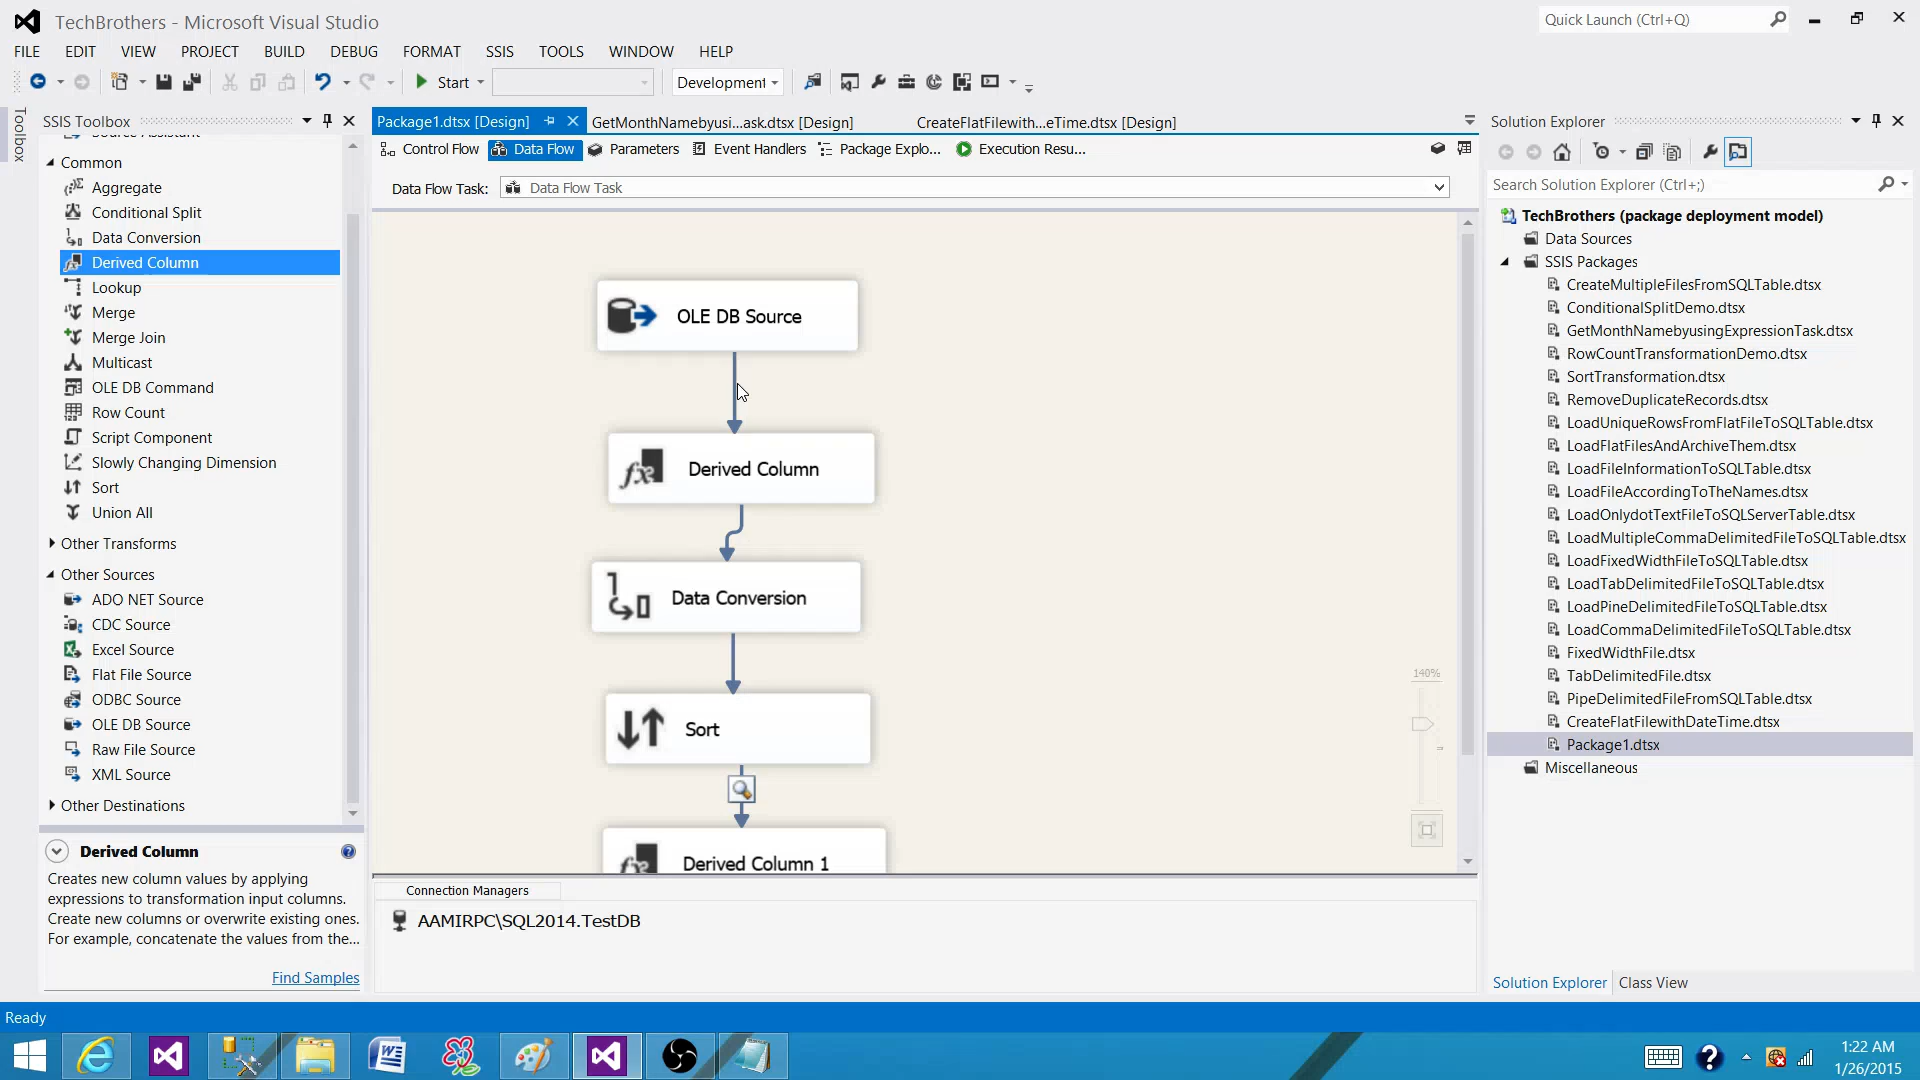 TechBrothers - Microsoft Visual Studio
Quick Launch (Ctrl+Q)
FILE EDIT VIEW PROJECT BUILD DEBUG FORMAT SSIS TOOLS WINDOW HELP
Start
Development
Toolbox
SSIS Toolbox
Source Assistant
Common
Aggregate
Conditional Split
Data Conversion
Derived Column
Lookup
Merge
Merge Join
Multicast
OLE DB Command
Row Count
Script Component
Slowly Changing Dimension
Sort
Union All
Other Transforms
Other Sources
ADO NET Source
CDC Source
Excel Source
Flat File Source
ODBC Source
OLE DB Source
Raw File Source
XML Source
Other Destinations
Derived Column
Creates new column values by applying
expressions to transformation input columns.
Create new columns or overwrite existing ones.
For example, concatenate the values from the...
Find Samples
Package1.dtsx [Design]
GetMonthNamebyusi...ask.dtsx [Design]
CreateFlatFilewith...eTime.dtsx [Design]
Control Flow
Data Flow
Parameters
Event Handlers
Package Explo...
Execution Resu...
Data Flow Task:
Data Flow Task
OLE DB Source
Derived Column
Data Conversion
Sort
Derived Column 1
140%
Connection Managers
AAMIRPC\SQL2014.TestDB
Solution Explorer
Search Solution Explorer (Ctrl+;)
TechBrothers (package deployment model)
Data Sources
SSIS Packages
CreateMultipleFilesFromSQLTable.dtsx
ConditionalSplitDemo.dtsx
GetMonthNamebyusingExpressionTask.dtsx
RowCountTransformationDemo.dtsx
SortTransformation.dtsx
RemoveDuplicateRecords.dtsx
LoadUniqueRowsFromFlatFileToSQLTable.dtsx
LoadFlatFilesAndArchiveThem.dtsx
LoadFileInformationToSQLTable.dtsx
LoadFileAccordingToTheNames.dtsx
LoadOnlydotTextFileToSQLServerTable.dtsx
LoadMultipleCommaDelimitedFileToSQLTable.dtsx
LoadFixedWidthFileToSQLTable.dtsx
LoadTabDelimitedFileToSQLTable.dtsx
LoadPineDelimitedFileToSQLTable.dtsx
LoadCommaDelimitedFileToSQLTable.dtsx
FixedWidthFile.dtsx
TabDelimitedFile.dtsx
PipeDelimitedFileFromSQLTable.dtsx
CreateFlatFilewithDateTime.dtsx
Package1.dtsx
Miscellaneous
Solution Explorer
Class View
Ready
1:22 AM
1/26/2015